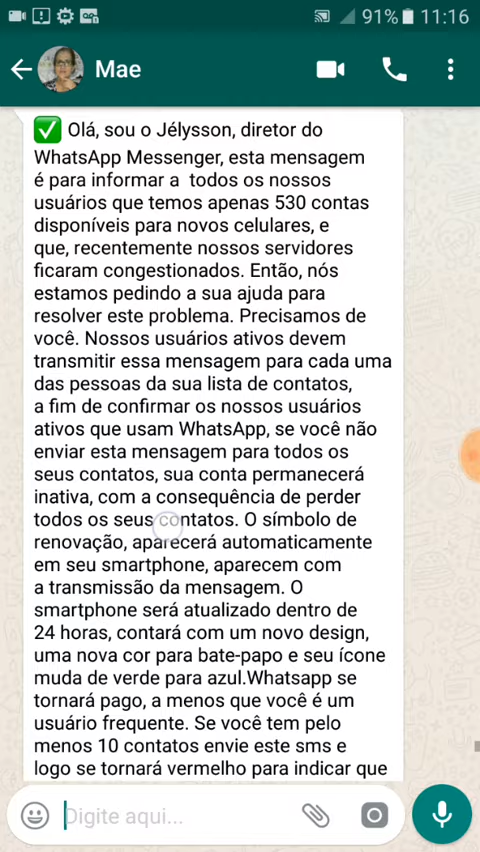 91% 11:16
Mae
✅ Olá, sou o Jélysson, diretor do
WhatsApp Messenger, esta mensagem
é para informar a todos os nossos
usuários que temos apenas 530 contas
disponíveis para novos celulares, e
que, recentemente nossos servidores
ficaram congestionados. Então, nós
estamos pedindo a sua ajuda para
resolver este problema. Precisamos de
você. Nossos usuários ativos devem
transmitir essa mensagem para cada uma
das pessoas da sua lista de contatos,
a fim de confirmar os nossos usuários
ativos que usam WhatsApp, se você não
enviar esta mensagem para todos os
seus contatos, sua conta permanecerá
inativa, com a consequência de perder
todos os seus contatos. O símbolo de
renovação, aparecerá automaticamente
em seu smartphone, aparecem com
a transmissão da mensagem. O
smartphone será atualizado dentro de
24 horas, contará com um novo design,
uma nova cor para bate-papo e seu ícone
muda de verde para azul.Whatsapp se
tornará pago, a menos que você é um
usuário frequente. Se você tem pelo
menos 10 contatos envie este sms e
logo se tornará vermelho para indicar que
Digite aqui...